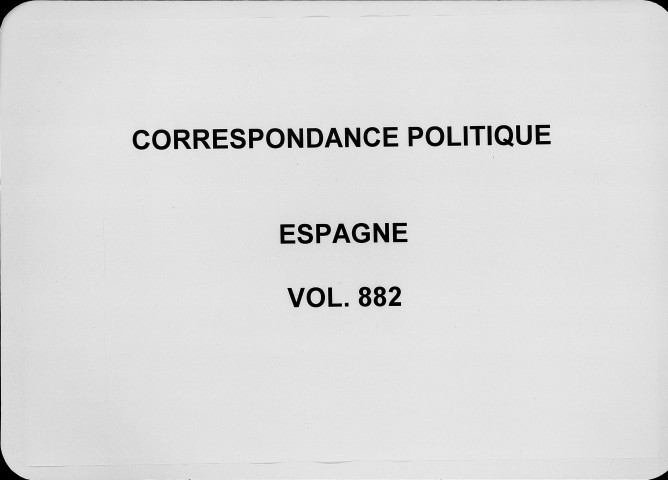 CORRESPONDANCE POLITIQUE
ESPAGNE
VOL. 882